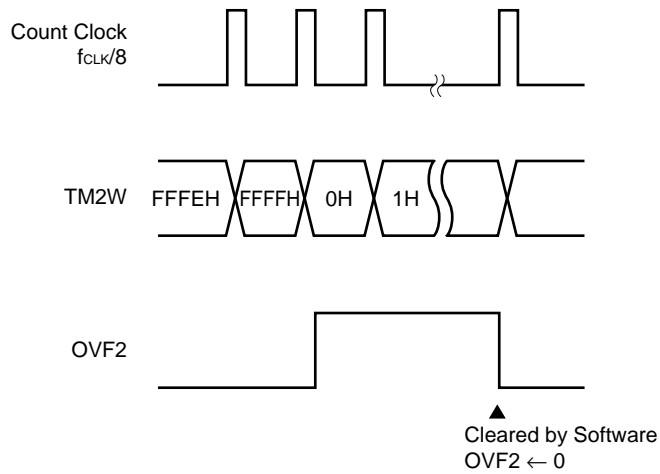 Count Clock
fCLK/8
TM2W
FFFEH
FFFFH
0H
1H
OVF2
Cleared by Software
OVF2 ← 0